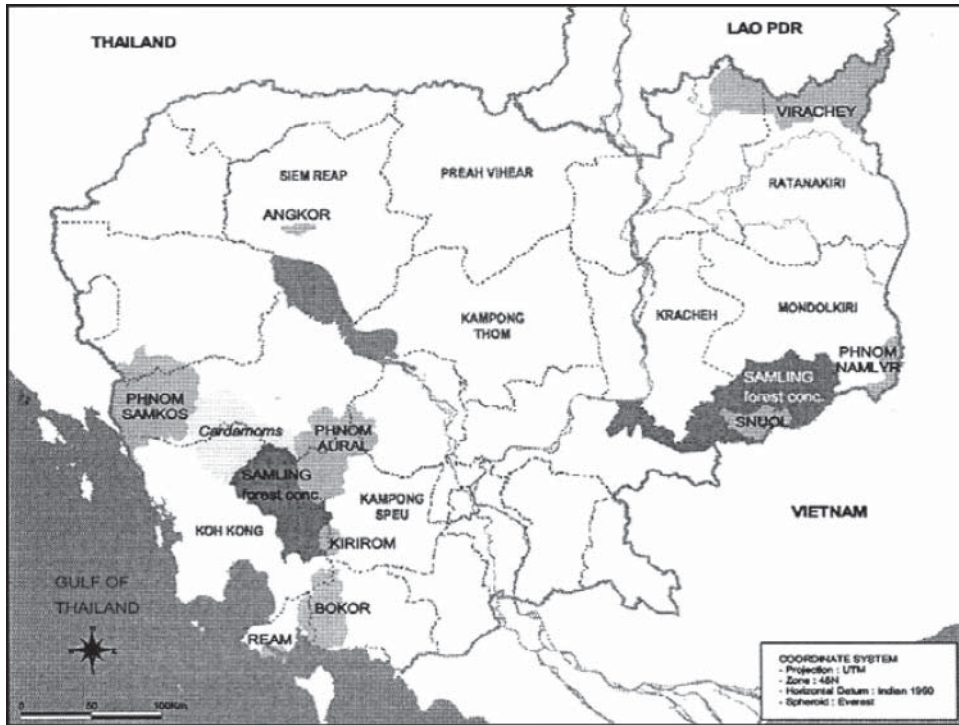 THAILAND
LAO PDR
VIRACHEY
SIEM REAP
PREAH VIHEAR
RATANAKIRI
ANGKOR
KAMPONG
THOM
KRACHEH
MONDOLKIRI
PHNOM
NAMLYR
PHNOM
SAMKOS
SAMLING
forest conc.
SNUOL
Cardamoms
PHNOM
AURAL
SAMLING
forest conc.
KAMPONG
SPEU
VIETNAM
KOH KONG
KIRIROM
GULF OF
THAILAND
BOKOR
REAM
COORDINATE SYSTEM
- Projection : UTM
- Zone : 48N
- Horizontal Datum : Indian 1960
- Spheroid : Everest
0 50 100Km